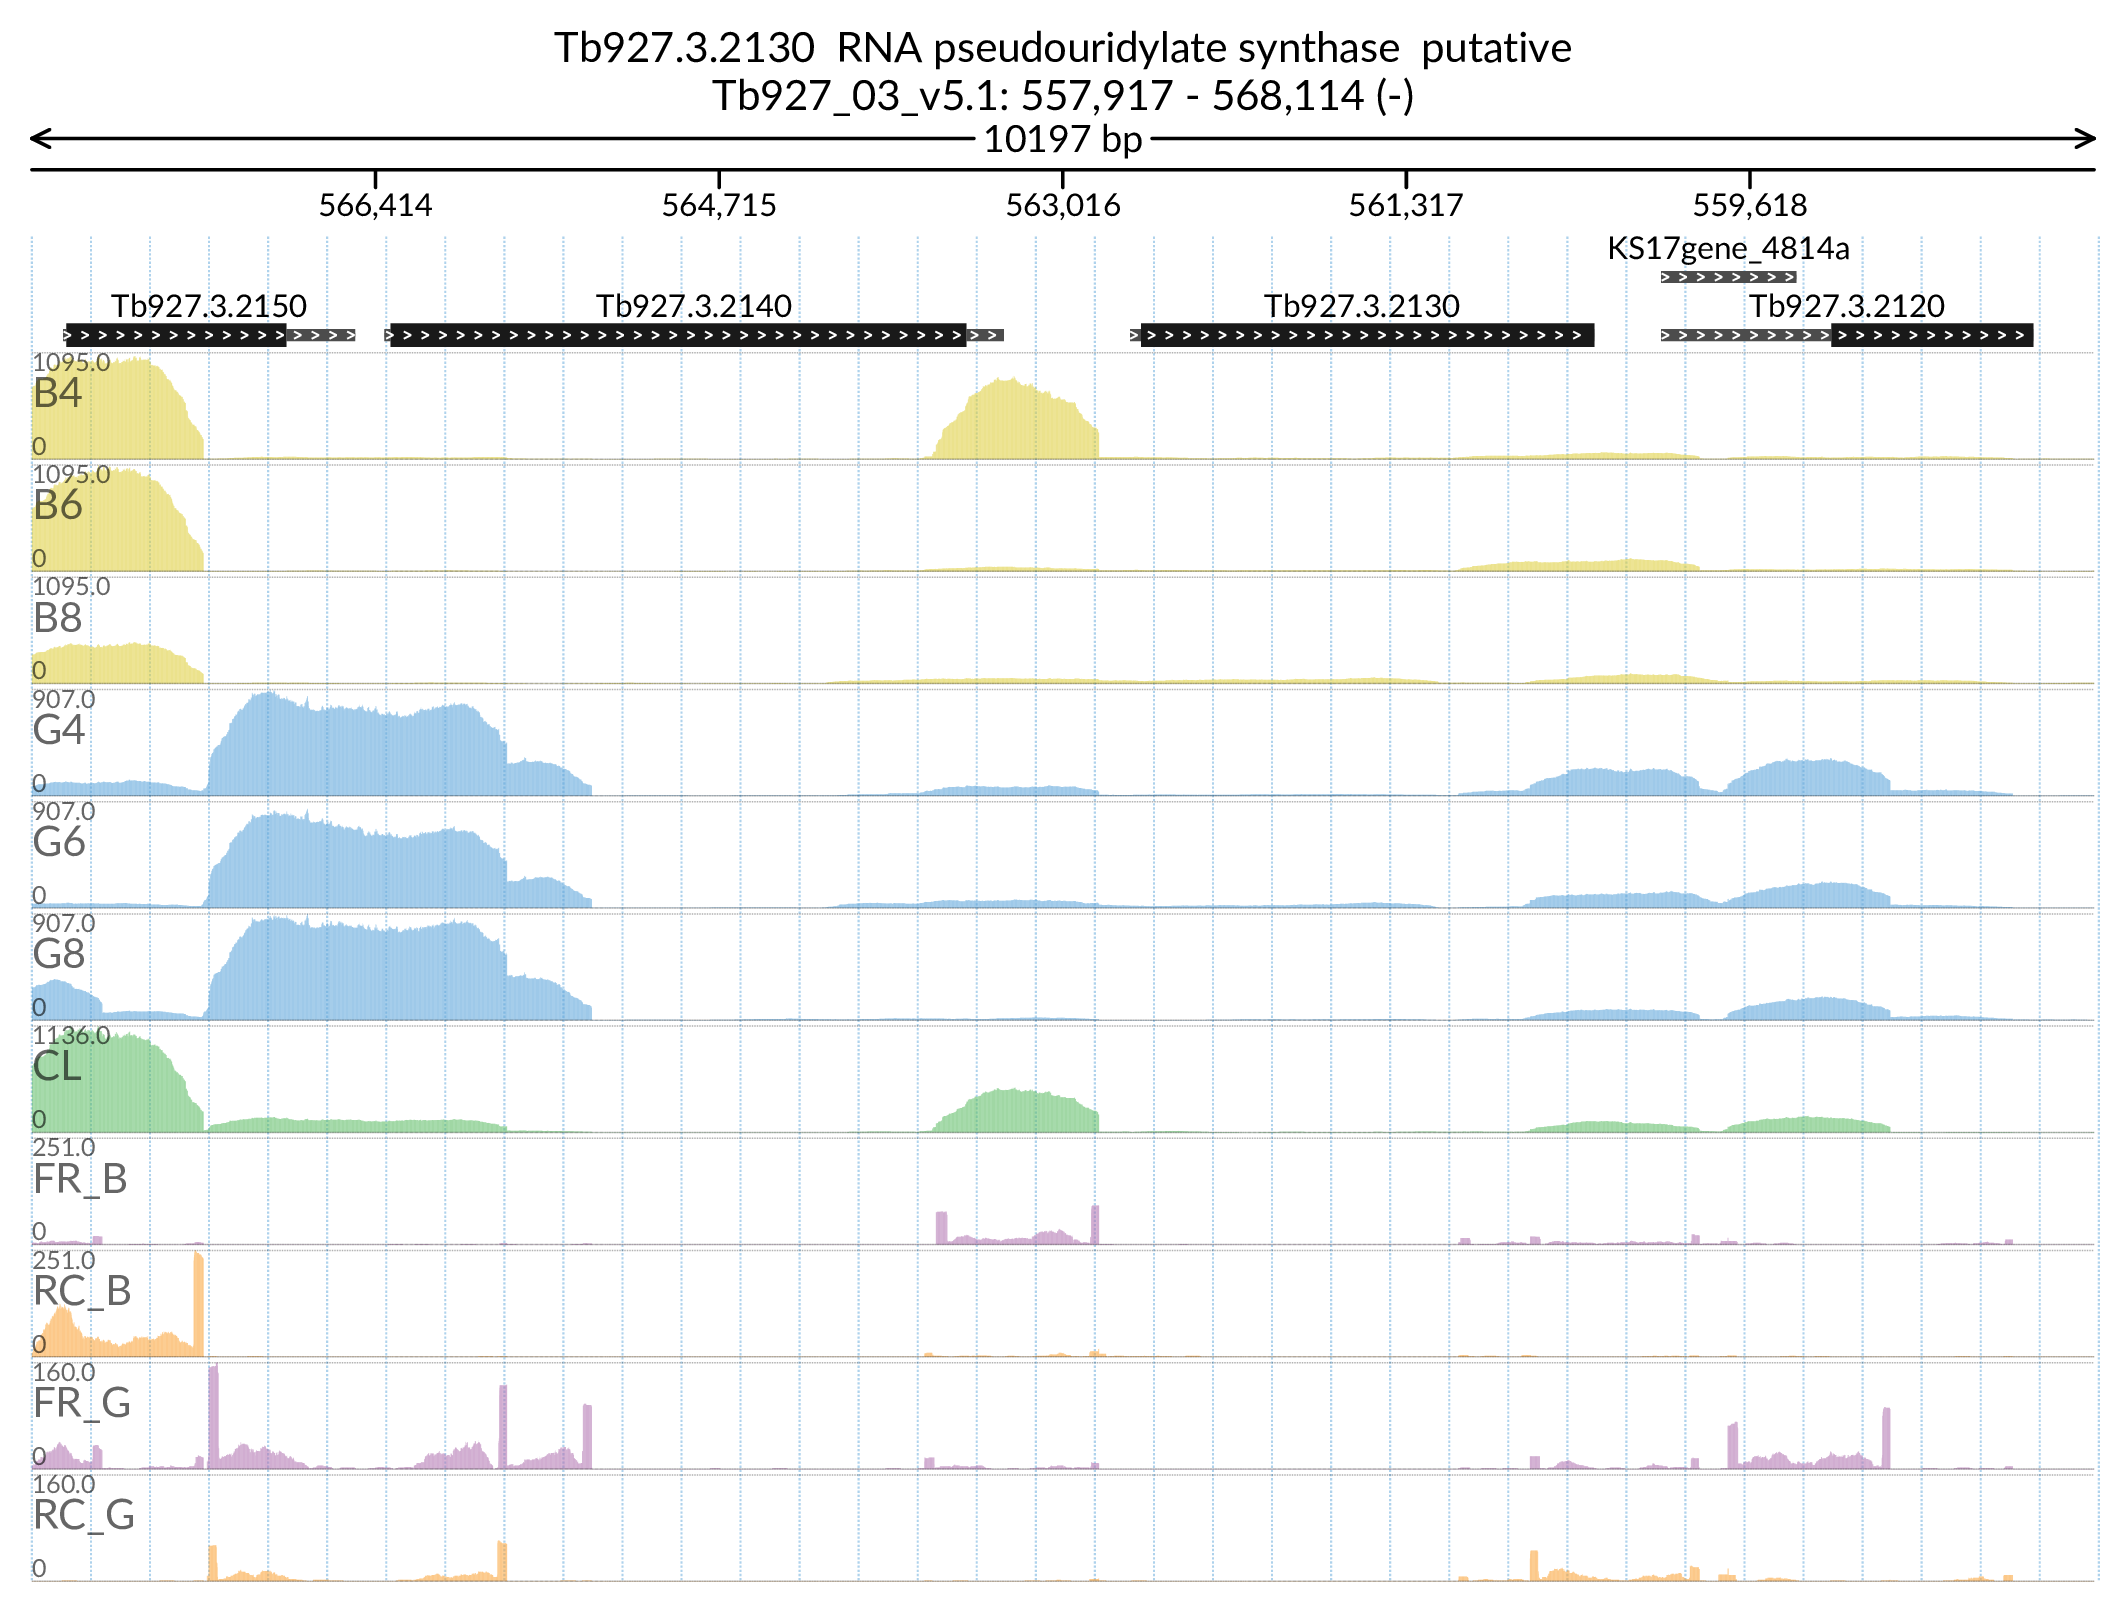 Tb927.3.2130  RNA pseudouridylate synthase  putative
Tb927_03_v5.1: 557,917 - 568,114 (-)
10197 bp
566,414 564,715 563,016 561,317 559,618
KS17gene_4814a
Tb927.3.2150 Tb927.3.2140 Tb927.3.2130 Tb927.3.2120
1095.0
B4
0
1095.0
B6
0
1095.0
B8
0
907.0
G4
0
907.0
G6
0
907.0
G8
0
1136.0
CL
0
251.0
FR_B
0
251.0
RC_B
0
160.0
FR_G
0
160.0
RC_G
0